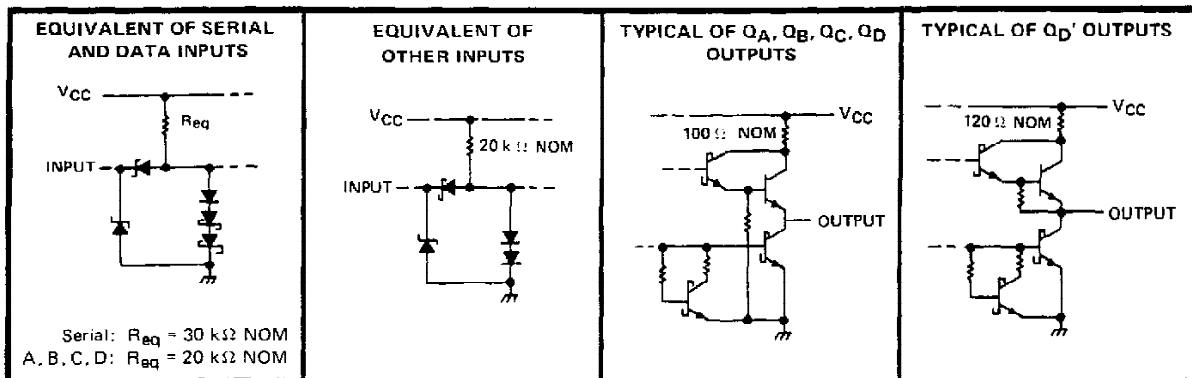 EQUIVALENT OF SERIAL
AND DATA INPUTS
VCC
Req
INPUT
Serial: Req = 30 kΩ NOM
A, B, C, D: Req = 20 kΩ NOM
EQUIVALENT OF
OTHER INPUTS
VCC
20 kΩ NOM
INPUT
TYPICAL OF QA, QB, QC, QD
OUTPUTS
VCC
100 Ω NOM
OUTPUT
TYPICAL OF QD' OUTPUTS
VCC
120 Ω NOM
OUTPUT